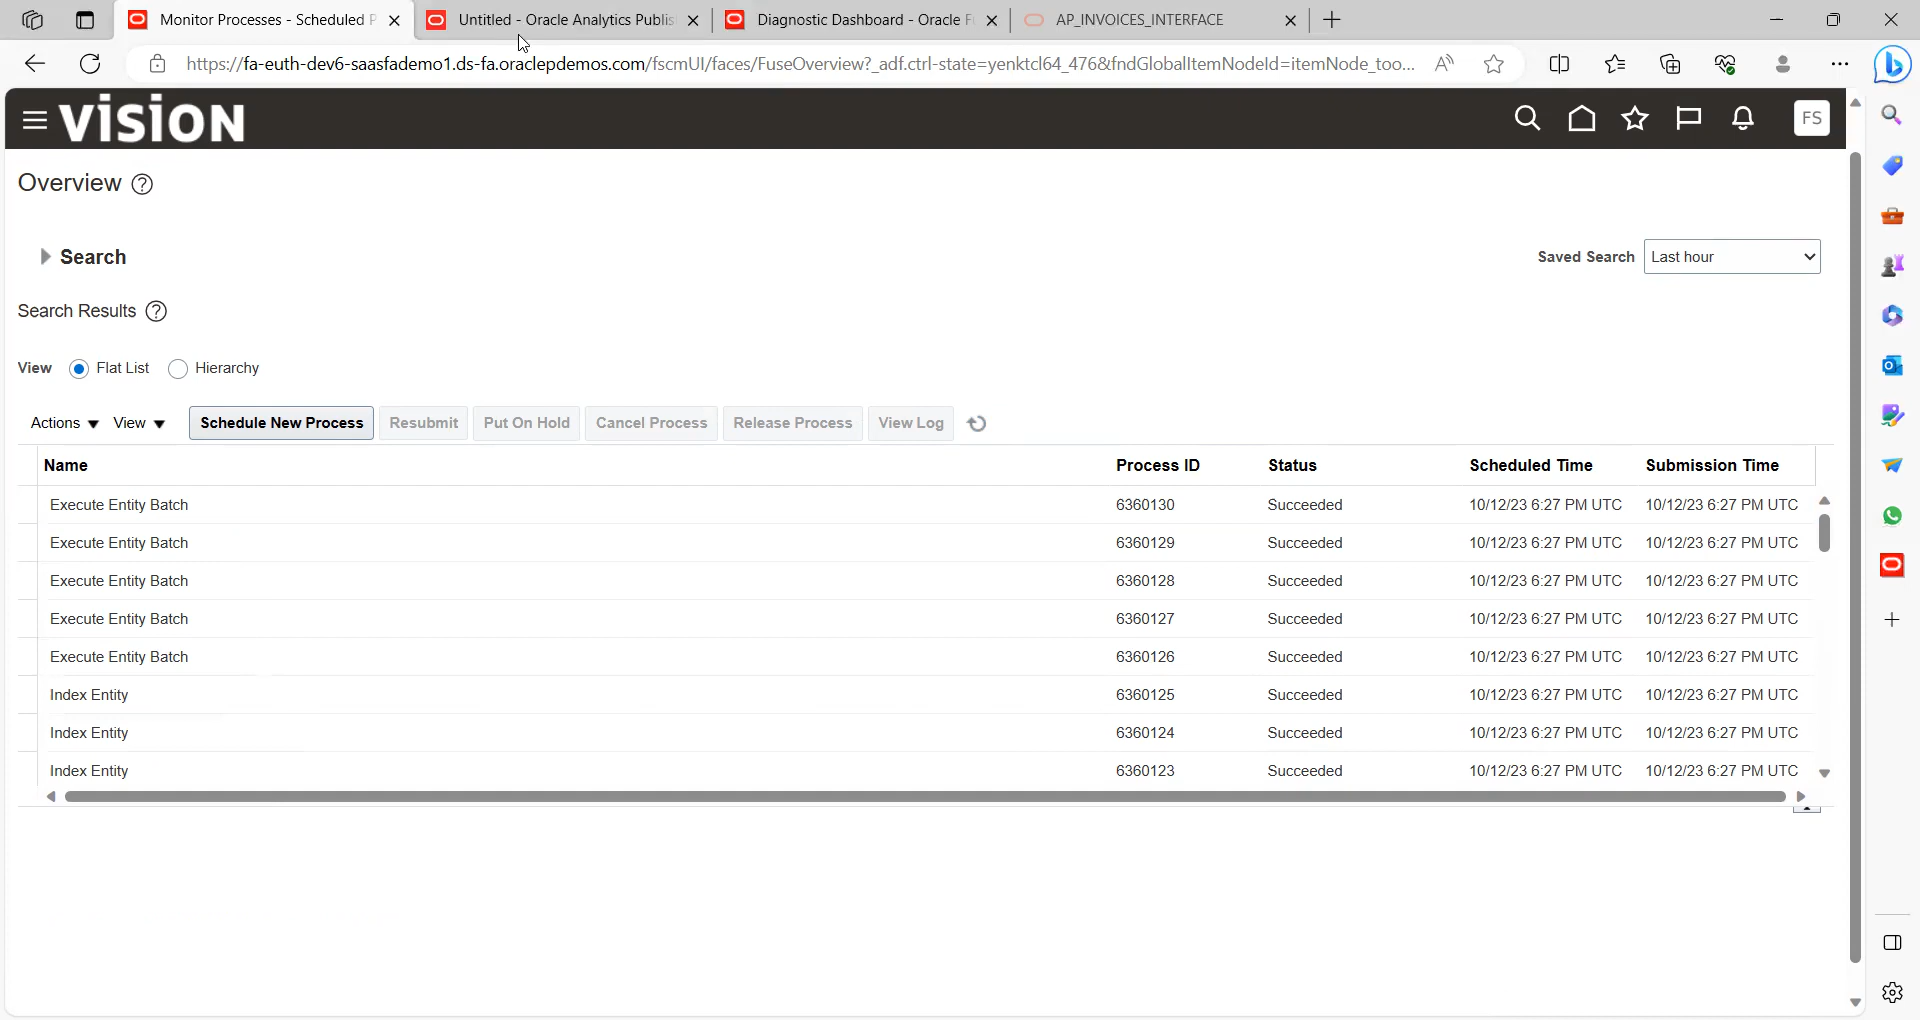 Monitor Processes - Scheduled P
Untitled - Oracle Analytics Publis
Diagnostic Dashboard - Oracle Fu
AP_INVOICES_INTERFACE
https://fa-euth-dev6-saasfademo1.ds-fa.oraclepdemos.com/fscmUI/faces/FuseOverview?_adf.ctrl-state=yenktcl64_476&fndGlobalItemNodeId=itemNode_too...
VISION
FS
Overview
Search
Saved Search Last hour
Search Results
View Flat List Hierarchy
Actions View Schedule New Process Resubmit Put On Hold Cancel Process Release Process View Log
Name Process ID Status Scheduled Time Submission Time
Execute Entity Batch 6360130 Succeeded 10/12/23 6:27 PM UTC 10/12/23 6:27 PM UTC
Execute Entity Batch 6360129 Succeeded 10/12/23 6:27 PM UTC 10/12/23 6:27 PM UTC
Execute Entity Batch 6360128 Succeeded 10/12/23 6:27 PM UTC 10/12/23 6:27 PM UTC
Execute Entity Batch 6360127 Succeeded 10/12/23 6:27 PM UTC 10/12/23 6:27 PM UTC
Execute Entity Batch 6360126 Succeeded 10/12/23 6:27 PM UTC 10/12/23 6:27 PM UTC
Index Entity 6360125 Succeeded 10/12/23 6:27 PM UTC 10/12/23 6:27 PM UTC
Index Entity 6360124 Succeeded 10/12/23 6:27 PM UTC 10/12/23 6:27 PM UTC
Index Entity 6360123 Succeeded 10/12/23 6:27 PM UTC 10/12/23 6:27 PM UTC